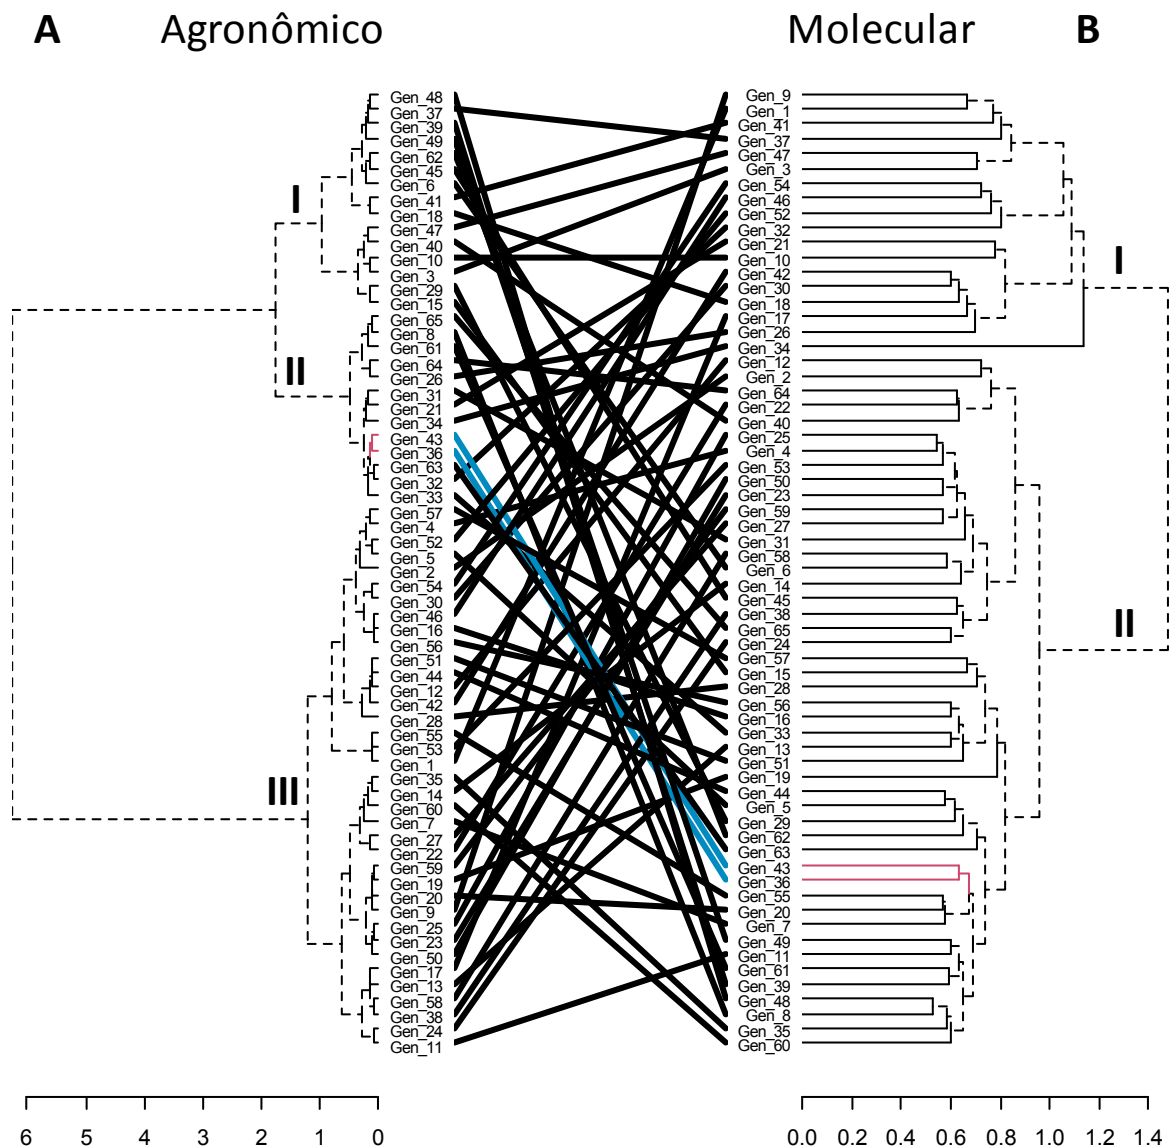 A Agronômico Molecular B
Gen_48
Gen_37
Gen_39
Gen_49
Gen_62
Gen_45
Gen_6
Gen_41
Gen_18
Gen_47
Gen_40
Gen_10
Gen_3
Gen_29
Gen_15
Gen_65
Gen_8
Gen_61
Gen_64
Gen_26
Gen_31
Gen_21
Gen_34
Gen_43
Gen_36
Gen_63
Gen_32
Gen_33
Gen_57
Gen_4
Gen_52
Gen_5
Gen_2
Gen_54
Gen_30
Gen_46
Gen_16
Gen_56
Gen_51
Gen_44
Gen_12
Gen_42
Gen_28
Gen_55
Gen_53
Gen_1
Gen_35
Gen_14
Gen_60
Gen_7
Gen_27
Gen_22
Gen_59
Gen_19
Gen_20
Gen_9
Gen_25
Gen_23
Gen_50
Gen_17
Gen_13
Gen_58
Gen_38
Gen_24
Gen_11
I
II
III
6 5 4 3 2 1 0
Gen_9
Gen_1
Gen_41
Gen_37
Gen_47
Gen_3
Gen_54
Gen_46
Gen_52
Gen_32
Gen_21
Gen_10
Gen_42
Gen_30
Gen_18
Gen_17
Gen_26
Gen_34
Gen_12
Gen_2
Gen_64
Gen_22
Gen_40
Gen_25
Gen_4
Gen_53
Gen_50
Gen_23
Gen_59
Gen_27
Gen_31
Gen_58
Gen_6
Gen_14
Gen_45
Gen_38
Gen_65
Gen_24
Gen_57
Gen_15
Gen_28
Gen_56
Gen_16
Gen_33
Gen_13
Gen_51
Gen_19
Gen_44
Gen_5
Gen_29
Gen_62
Gen_63
Gen_43
Gen_36
Gen_55
Gen_20
Gen_7
Gen_49
Gen_11
Gen_61
Gen_39
Gen_48
Gen_8
Gen_35
Gen_60
I
II
0.0 0.2 0.4 0.6 0.8 1.0 1.2 1.4